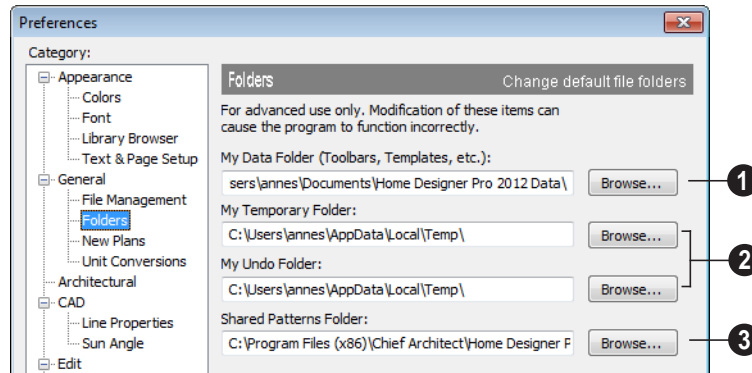 Preferences
Category:
Appearance
Colors
Font
Library Browser
Text & Page Setup
General
File Management
Folders
New Plans
Unit Conversions
Architectural
CAD
Line Properties
Sun Angle
Edit
Folders Change default file folders
For advanced use only. Modification of these items can
cause the program to function incorrectly.
My Data Folder (Toolbars, Templates, etc.):
sers\annes\Documents\Home Designer Pro 2012 Data\ Browse... 1
My Temporary Folder:
C:\Users\annes\AppData\Local\Temp\ Browse...
2
My Undo Folder:
C:\Users\annes\AppData\Local\Temp\ Browse...
Shared Patterns Folder:
C:\Program Files (x86)\Chief Architect\Home Designer P Browse... 3